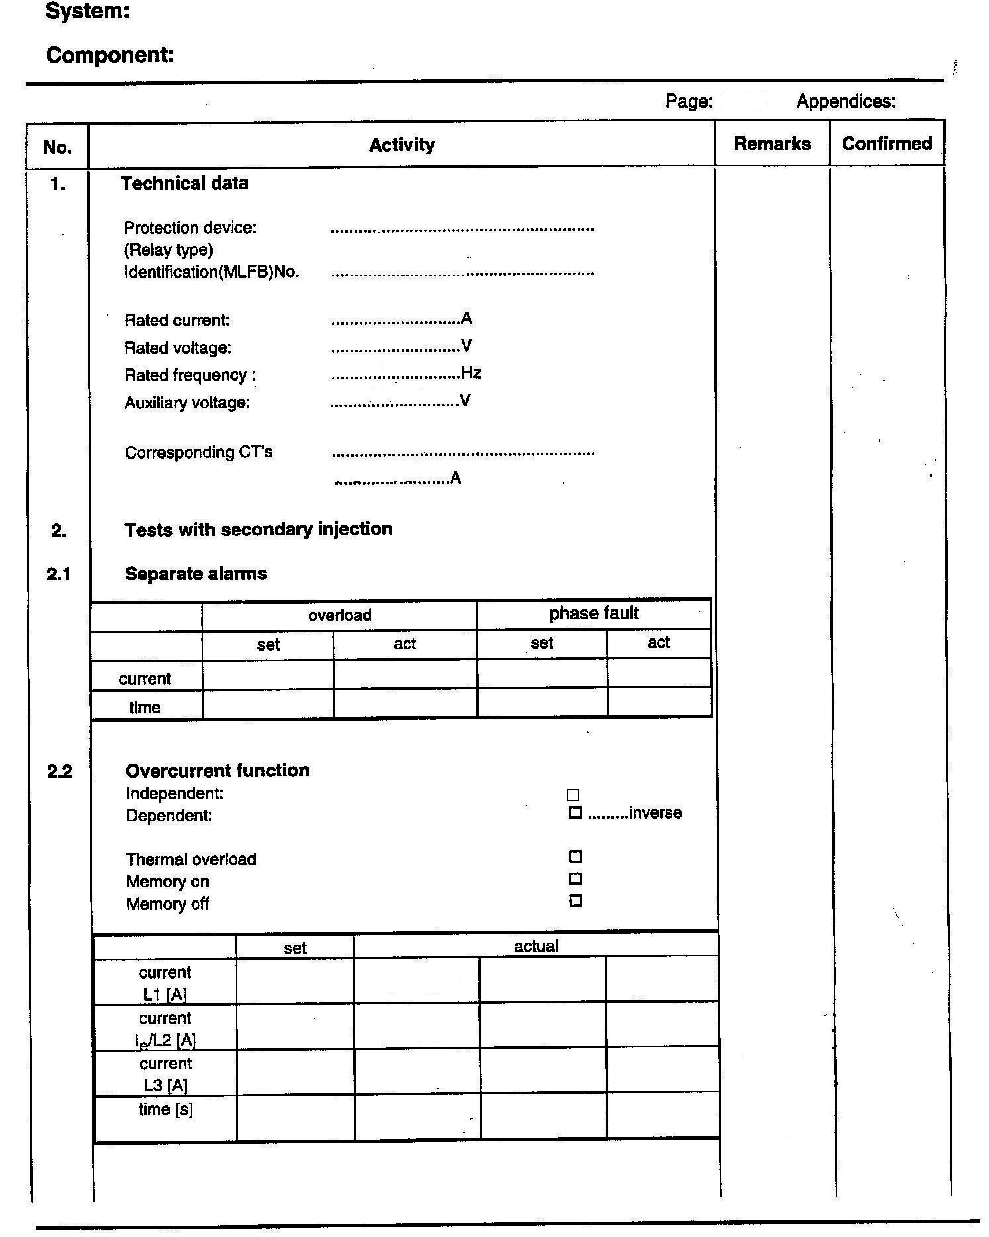 System:
Component:
Page: Appendices:
No. Activity Remarks Confirmed
1. Technical data
Protection device: ................................................
(Relay type)
Identification(MLFB)No. ................................................
Rated current: ...........................A
Rated voltage: ...........................V
Rated frequency : ...........................Hz
Auxiliary voltage: ...........................V
Corresponding CT's ................................................
........................A
2. Tests with secondary injection
2.1 Separate alarms
overload phase fault
set act set act
current
time
2.2 Overcurrent function
Independent: □
Dependent: □ .........inverse
Thermal overload □
Memory on □
Memory off □
set actual
current
L1 [A]
current
/L2 [A]
current
L3 [A]
time [s]